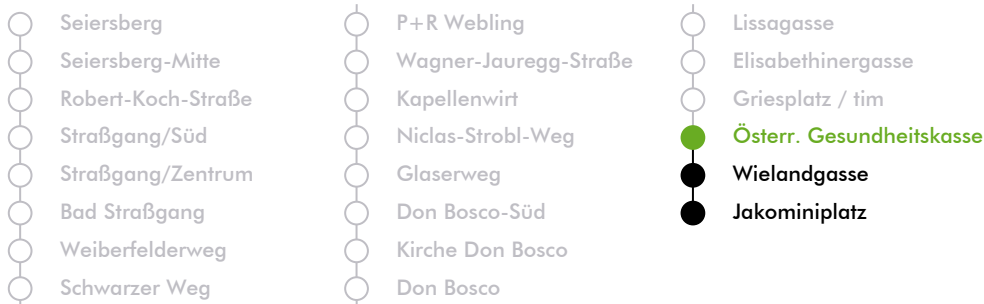 Seiersberg
Seiersberg-Mitte
Robert-Koch-Straße
Straßgang/Süd
Straßgang/Zentrum
Bad Straßgang
Weiberfelderweg
Schwarzer Weg
P+R Webling
Wagner-Jauregg-Straße
Kapellenwirt
Niclas-Strobl-Weg
Glaserweg
Don Bosco-Süd
Kirche Don Bosco
Don Bosco
Lissagasse
Elisabethinergasse
Griesplatz / tim
Österr. Gesundheitskasse
Wielandgasse
Jakominiplatz